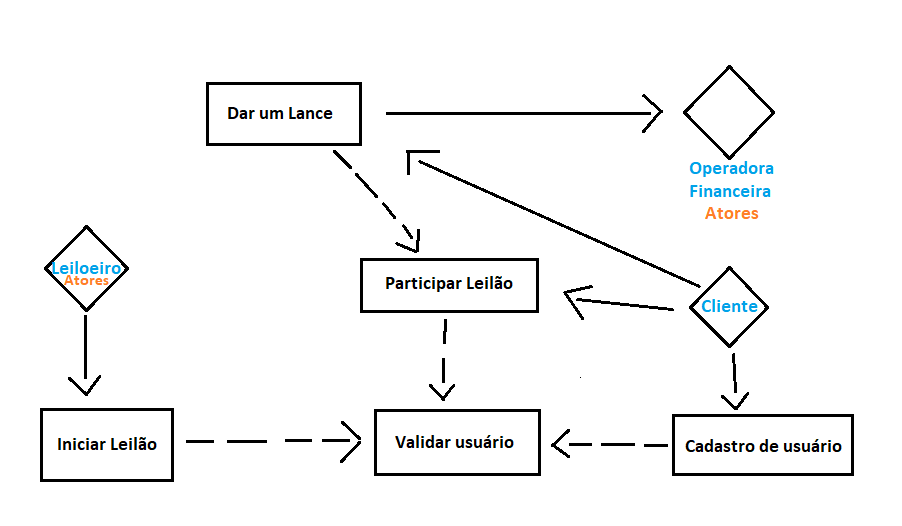 Dar um Lance
Operadora
Financeira
Atores
Leiloeiro
Atores
Participar Leilão
Cliente
Iniciar Leilão
Validar usuário
Cadastro de usuário